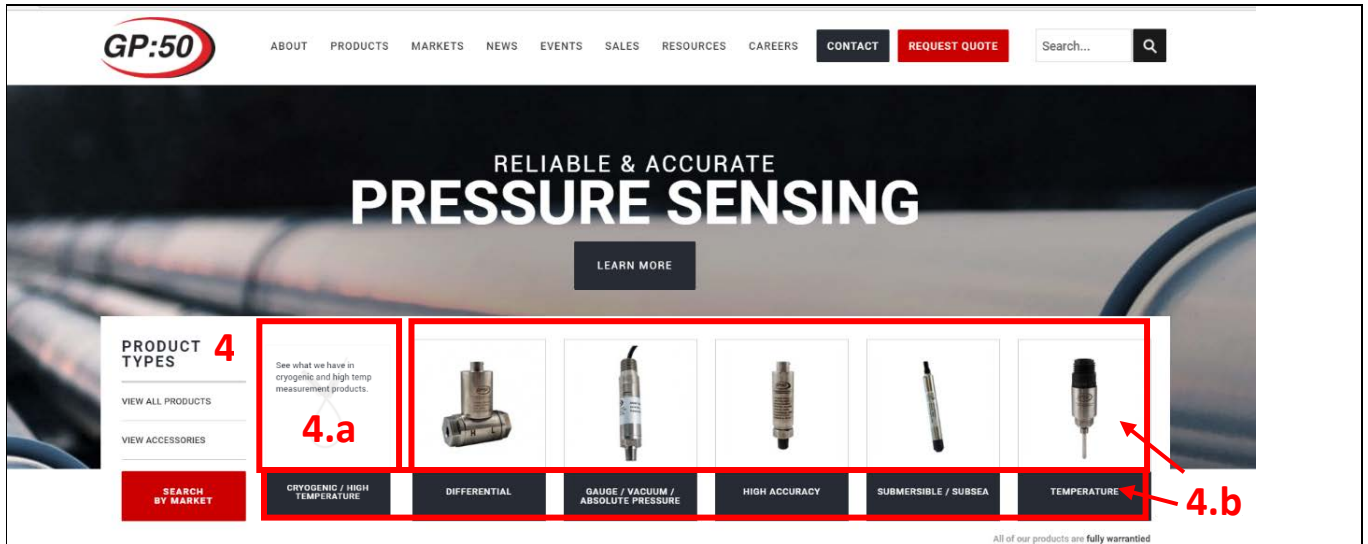 GP:50
ABOUT PRODUCTS MARKETS NEWS EVENTS SALES RESOURCES CAREERS CONTACT REQUEST QUOTE Search...
RELIABLE & ACCURATE
PRESSURE SENSING
LEARN MORE
PRODUCT
TYPES
4
VIEW ALL PRODUCTS
VIEW ACCESSORIES
SEARCH
BY MARKET
See what we have in
cryogenic and high temp
measurement products.
4.a
H L
CRYOGENIC / HIGH
TEMPERATURE
DIFFERENTIAL
GAUGE / VACUUM /
ABSOLUTE PRESSURE
HIGH ACCURACY
SUBMERSIBLE / SUBSEA
TEMPERATURE
4.b
All of our products are fully warrantied